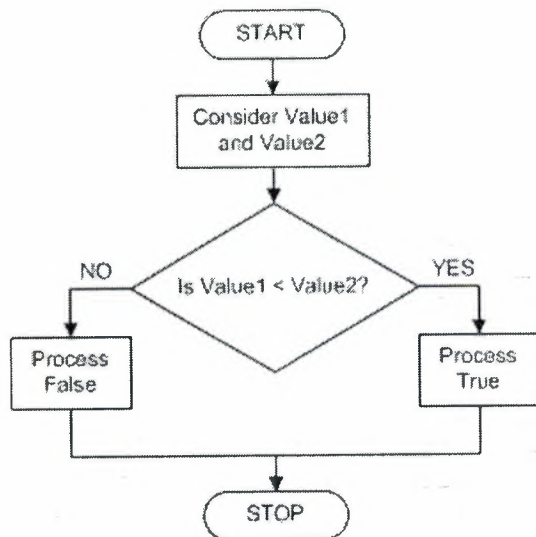 START
Consider Value1
and Value2
Is Value1 < Value2?
NO
YES
Process
False
Process
True
STOP